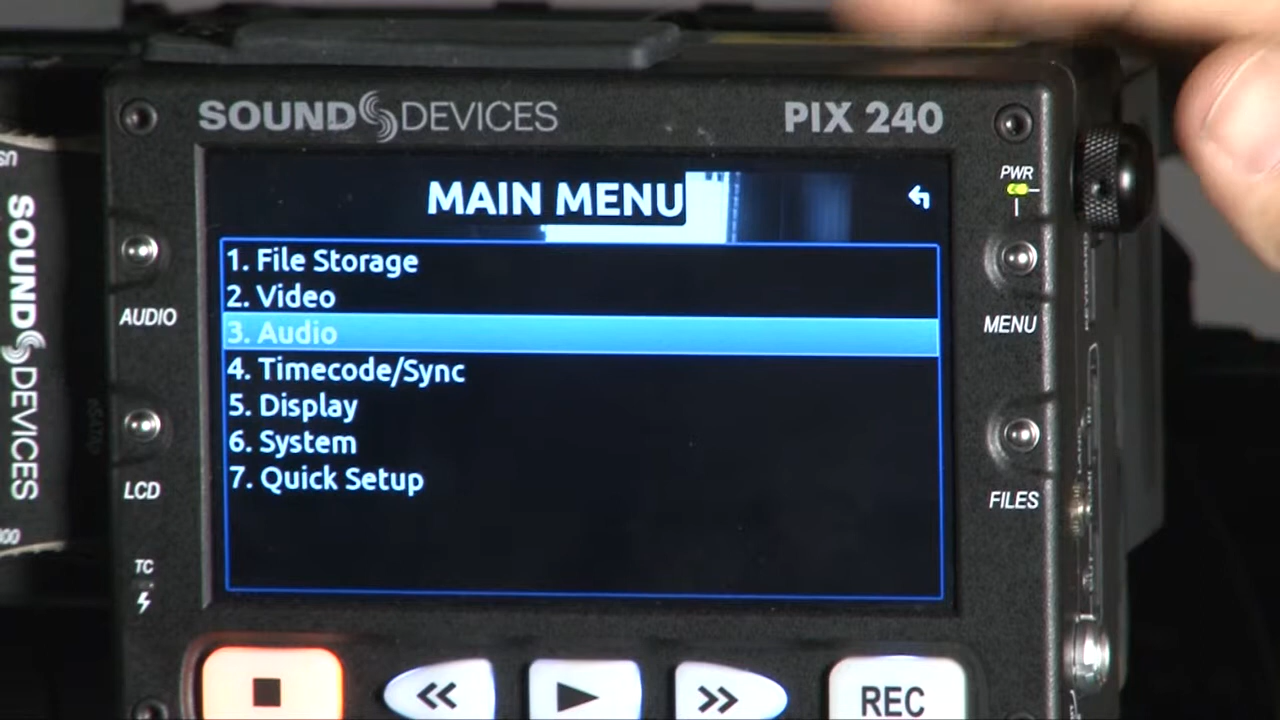 SOUND DEVICES
PIX 240
MAIN MENU
1. File Storage
2. Video
3. Audio
4. Timecode/Sync
5. Display
6. System
7. Quick Setup
AUDIO
LCD
TC
PWR
MENU
FILES
REC
SOUND DEVICES